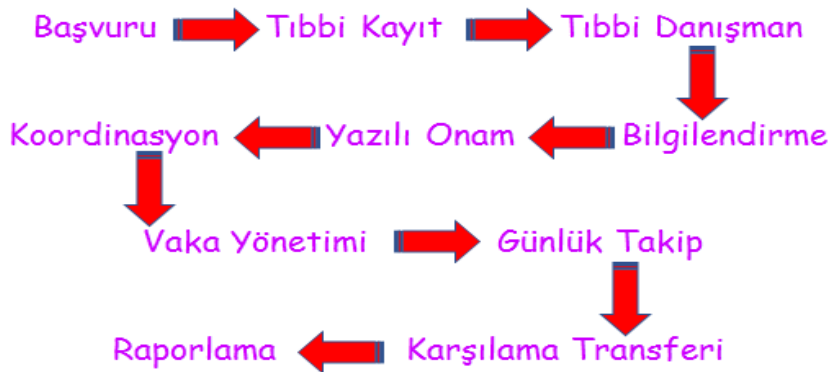 Başvuru Tıbbi Kayıt Tıbbi Danışman
Koordinasyon Yazılı Onam Bilgilendirme
Vaka Yönetimi Günlük Takip
Raporlama Karşılama Transferi